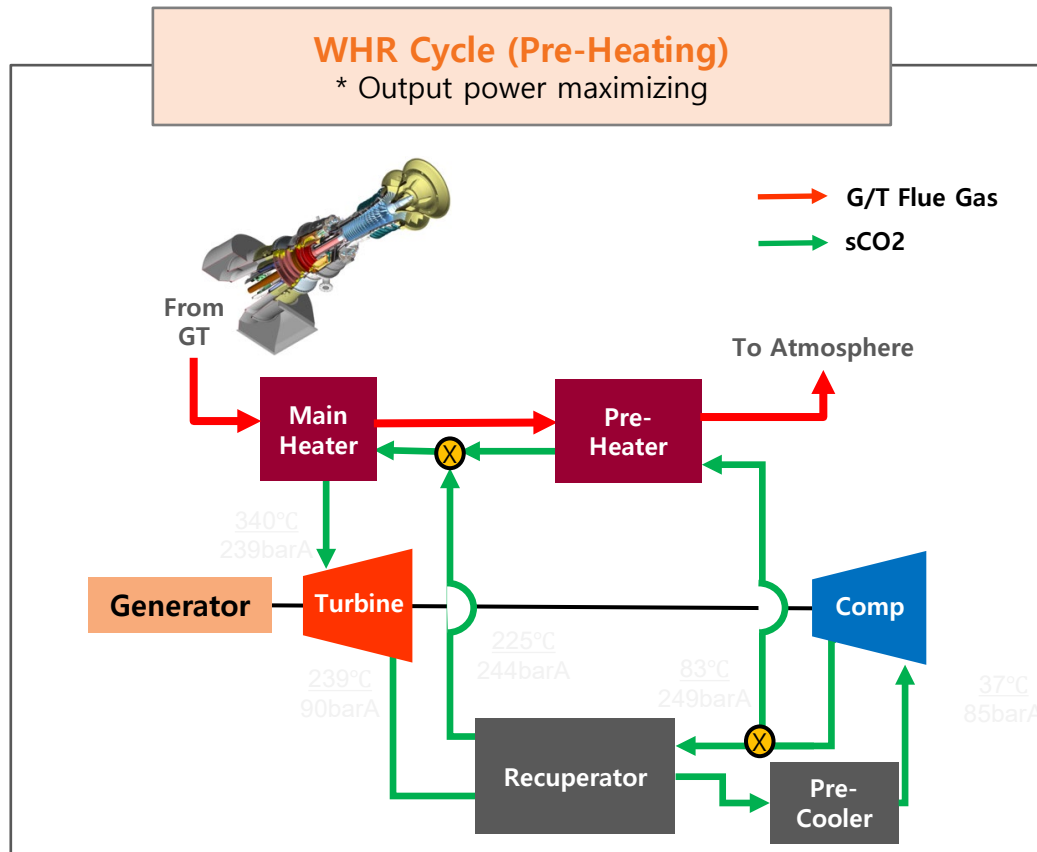 WHR Cycle (Pre-Heating)
* Output power maximizing
G/T Flue Gas
sCO2
From
GT
To Atmosphere
Main
Heater
Pre-
Heater
340℃
239barA
Generator
Turbine
Comp
225℃
244barA
239℃
90barA
83℃
249barA
37℃
85barA
X
X
Recuperator
Pre-
Cooler